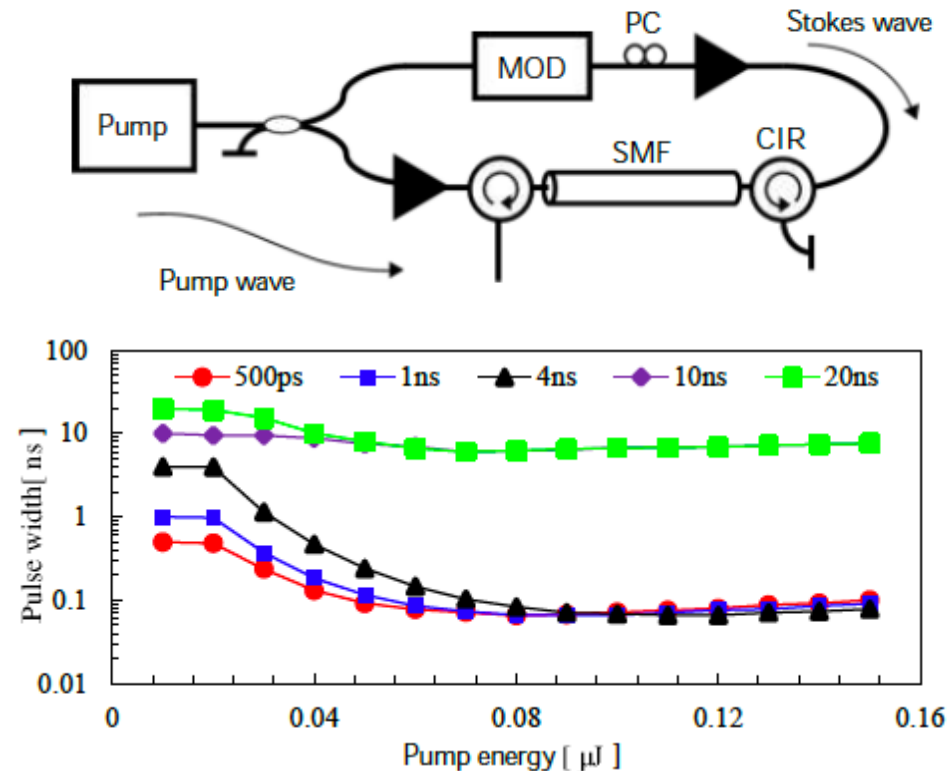 Stokes wave
PC
MOD
Pump
SMF
CIR
Pump wave
100
500ps 1ns 4ns 10ns 20ns
10
1
0.1
0.01
Pulse width[ ns ]
0 0.04 0.08 0.12 0.16
Pump energy [ μJ ]